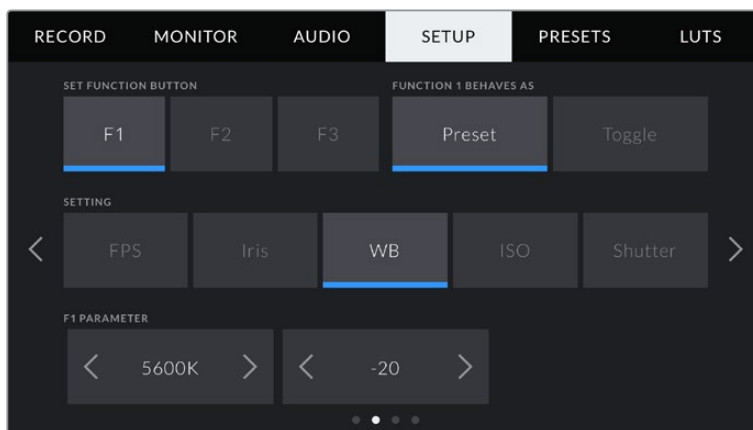 RECORD MONITOR AUDIO SETUP PRESETS LUTS
SET FUNCTION BUTTON FUNCTION 1 BEHAVES AS
F1 F2 F3 Preset Toggle
SETTING
FPS Iris WB ISO Shutter
F1 PARAMETER
5600K -20